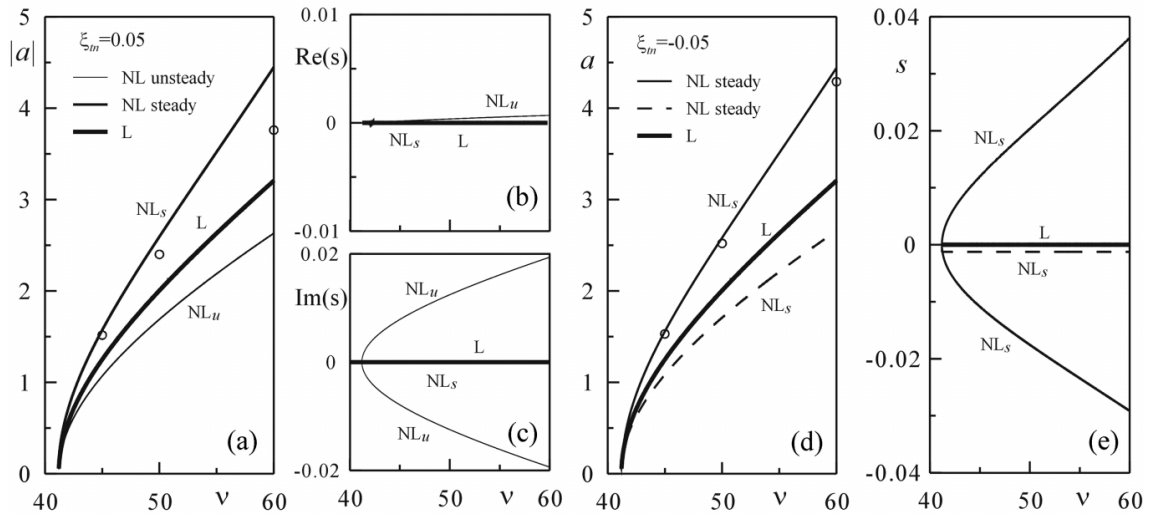 5
|a|
4
3
2
1
0
40
50
ν
60
ξtn=0.05
NL unsteady
NL steady
L
NLs
L
NLu
(a)
0.01
Re(s)
0
-0.01
NLu
NLs
L
(b)
0.02
Im(s)
0
-0.02
NLu
L
NLs
NLu
(c)
40
50
ν
60
5
a
4
3
2
1
0
40
50
ν
60
ξtn=-0.05
NL steady
NL steady
L
NLs
L
NLs
(d)
0.04
s
0.02
0
-0.02
-0.04
NLs
L
NLs
NLs
(e)
40
50
ν
60